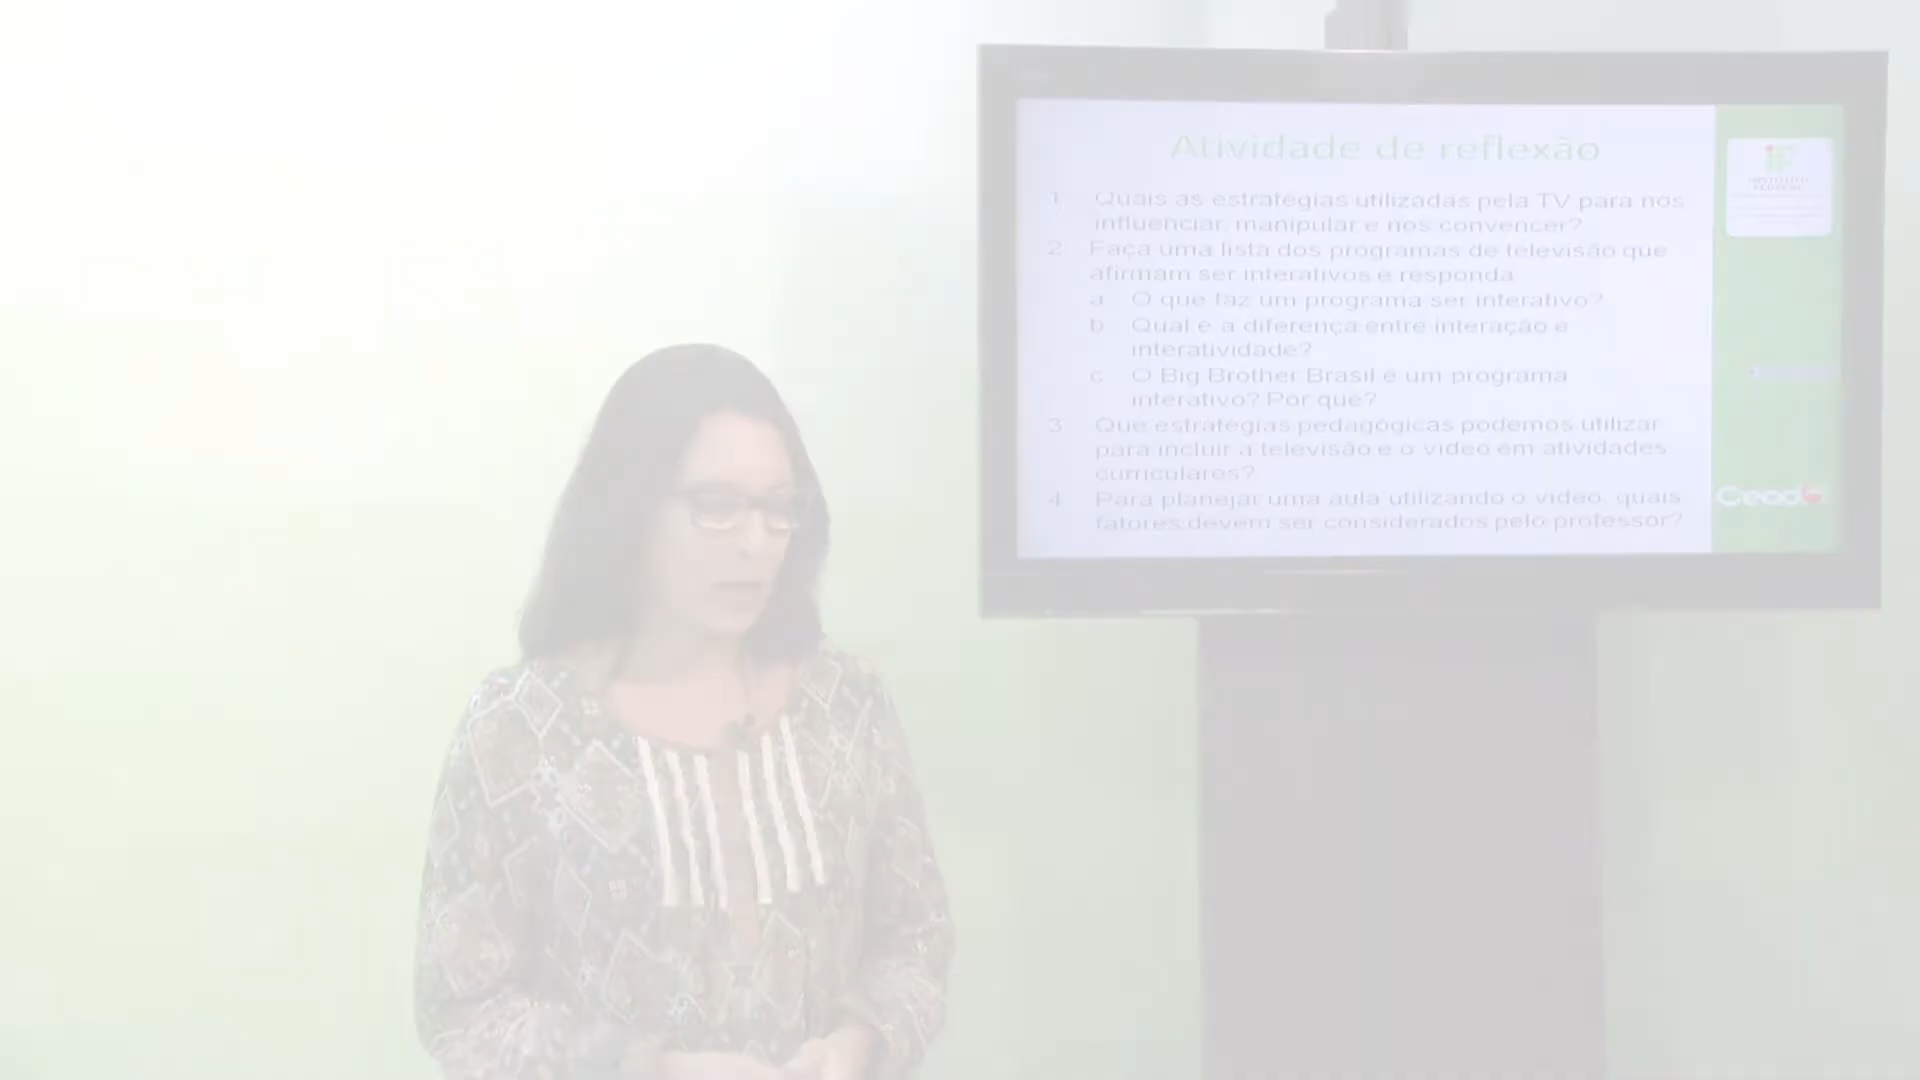 Atividade de reflexão
1. Quais as estratégias utilizadas pela TV para nos
influenciar, manipular e nos convencer?
2. Faça uma lista dos programas de televisão que
afirmam ser interativos e responda
a. O que faz um programa ser interativo?
b. Qual é a diferença entre interação e
interatividade?
c. O Big Brother Brasil é um programa
interativo? Por que?
3. Que estratégias pedagógicas podemos utilizar
para incluir a televisão e o vídeo em atividades
curriculares?
4. Para planejar uma aula utilizando o vídeo, quais
fatores devem ser considerados pelo professor?
INSTITUTO
FEDERAL
Cead